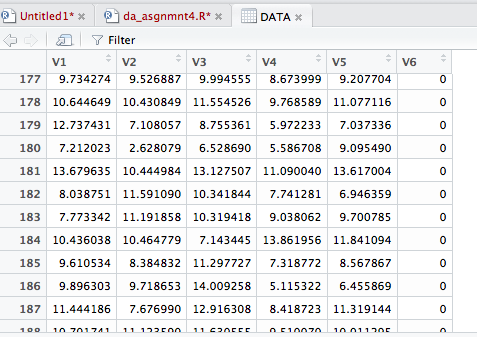 Untitled1* da_asgnmnt4.R* DATA
Filter
V1 V2 V3 V4 V5 V6
177 9.734274 9.526887 9.994555 8.673999 9.207704 0
178 10.644649 10.430849 11.554526 9.768589 11.077116 0
179 12.737431 7.108057 8.755361 5.972233 7.037336 0
180 7.212023 2.628079 6.528690 5.586708 9.095490 0
181 13.679635 10.444984 13.127507 11.090040 13.617004 0
182 8.038751 11.591090 10.341844 7.741281 6.946359 0
183 7.773342 11.191858 10.319418 9.038062 9.700785 0
184 10.436038 10.464779 7.143445 13.861956 11.841094 0
185 9.610534 8.384832 11.297727 7.318772 8.567867 0
186 9.896303 9.718653 14.009258 5.115322 6.455869 0
187 11.444186 7.676990 12.916308 8.418723 11.319144 0
188 0